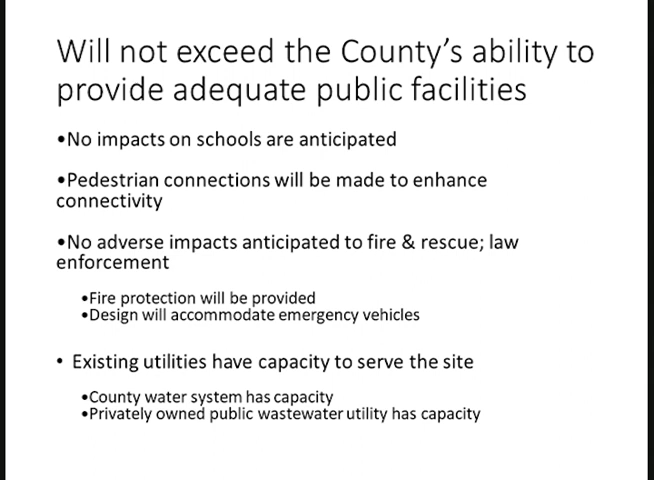 Will not exceed the County’s ability to
provide adequate public facilities
•No impacts on schools are anticipated
•Pedestrian connections will be made to enhance
connectivity
•No adverse impacts anticipated to fire & rescue; law
enforcement
•Fire protection will be provided
•Design will accommodate emergency vehicles
• Existing utilities have capacity to serve the site
•County water system has capacity
•Privately owned public wastewater utility has capacity